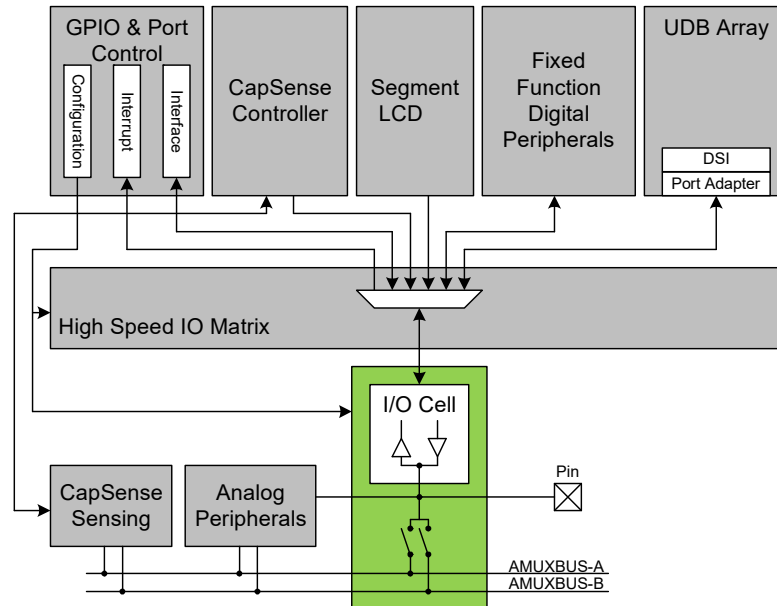 GPIO & Port
Control
Configuration
Interrupt
Interface
CapSense
Controller
Segment
LCD
Fixed
Function
Digital
Peripherals
UDB Array
DSI
Port Adapter
High Speed IO Matrix
I/O Cell
CapSense
Sensing
Analog
Peripherals
Pin
AMUXBUS-A
AMUXBUS-B